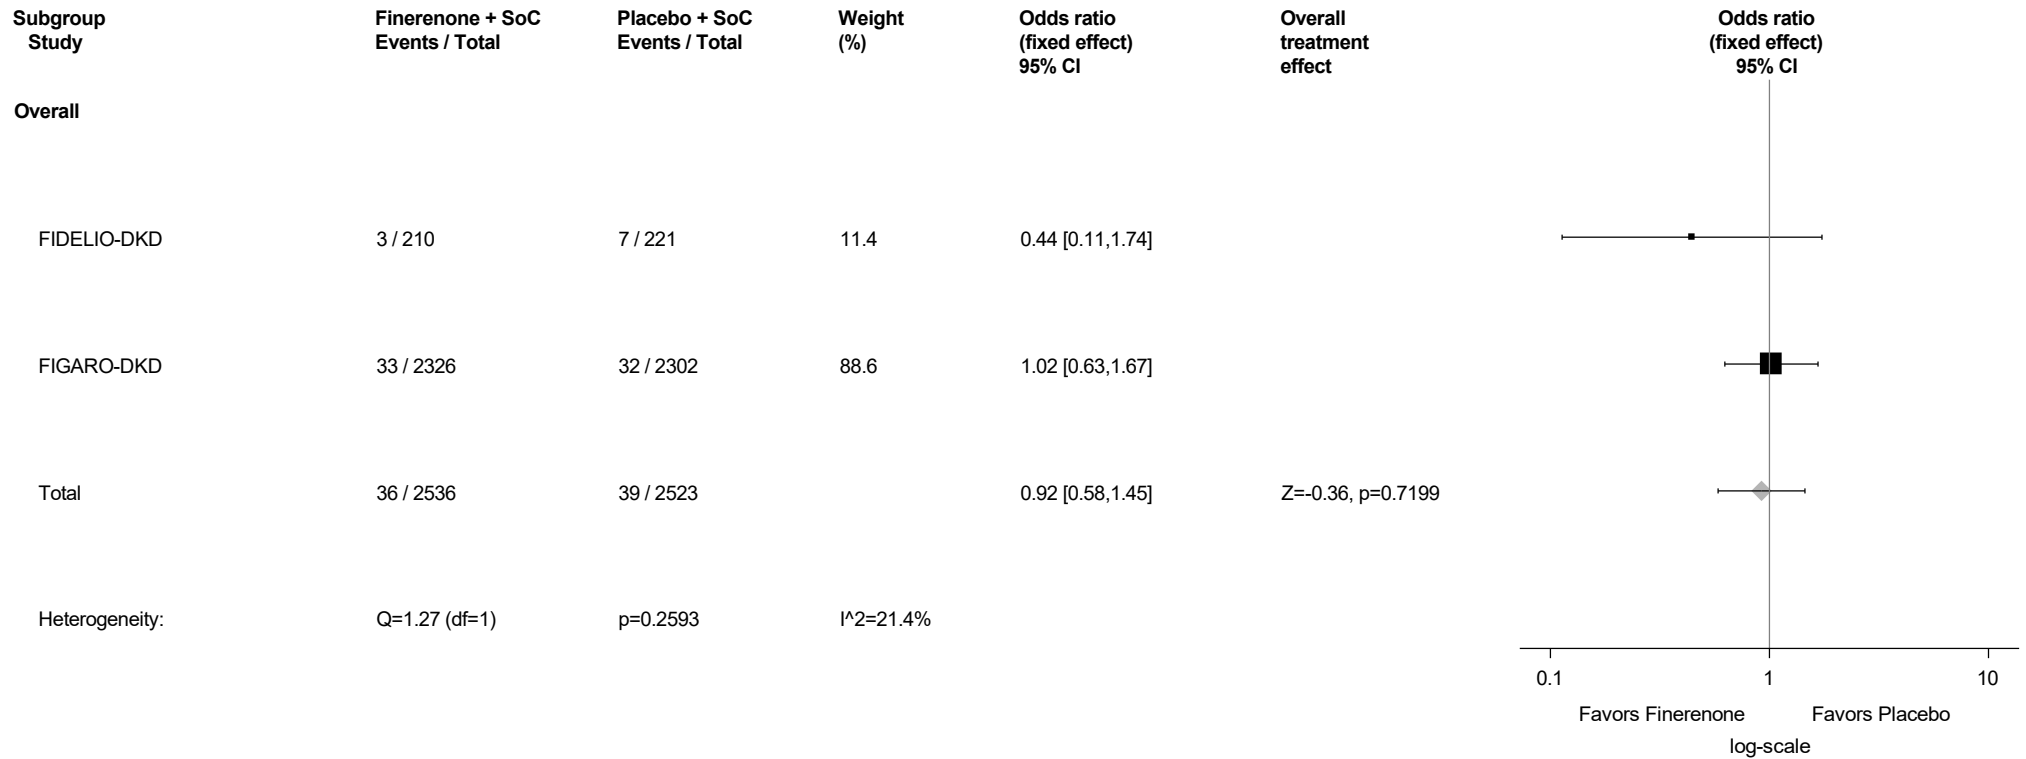 Subgroup Finerenone + SoC Placebo + SoC Weight Odds ratio Overall Odds ratio
Study Events / Total Events / Total (%) (fixed effect) treatment (fixed effect)
95% CI effect 95% CI
Overall
FIDELIO-DKD 3 / 210 7 / 221 11.4 0.44 [0.11,1.74]
FIGARO-DKD 33 / 2326 32 / 2302 88.6 1.02 [0.63,1.67]
Total 36 / 2536 39 / 2523 0.92 [0.58,1.45] Z=-0.36, p=0.7199
Heterogeneity: Q=1.27 (df=1) p=0.2593 I^2=21.4%
0.1 1 10
Favors Finerenone Favors Placebo
log-scale